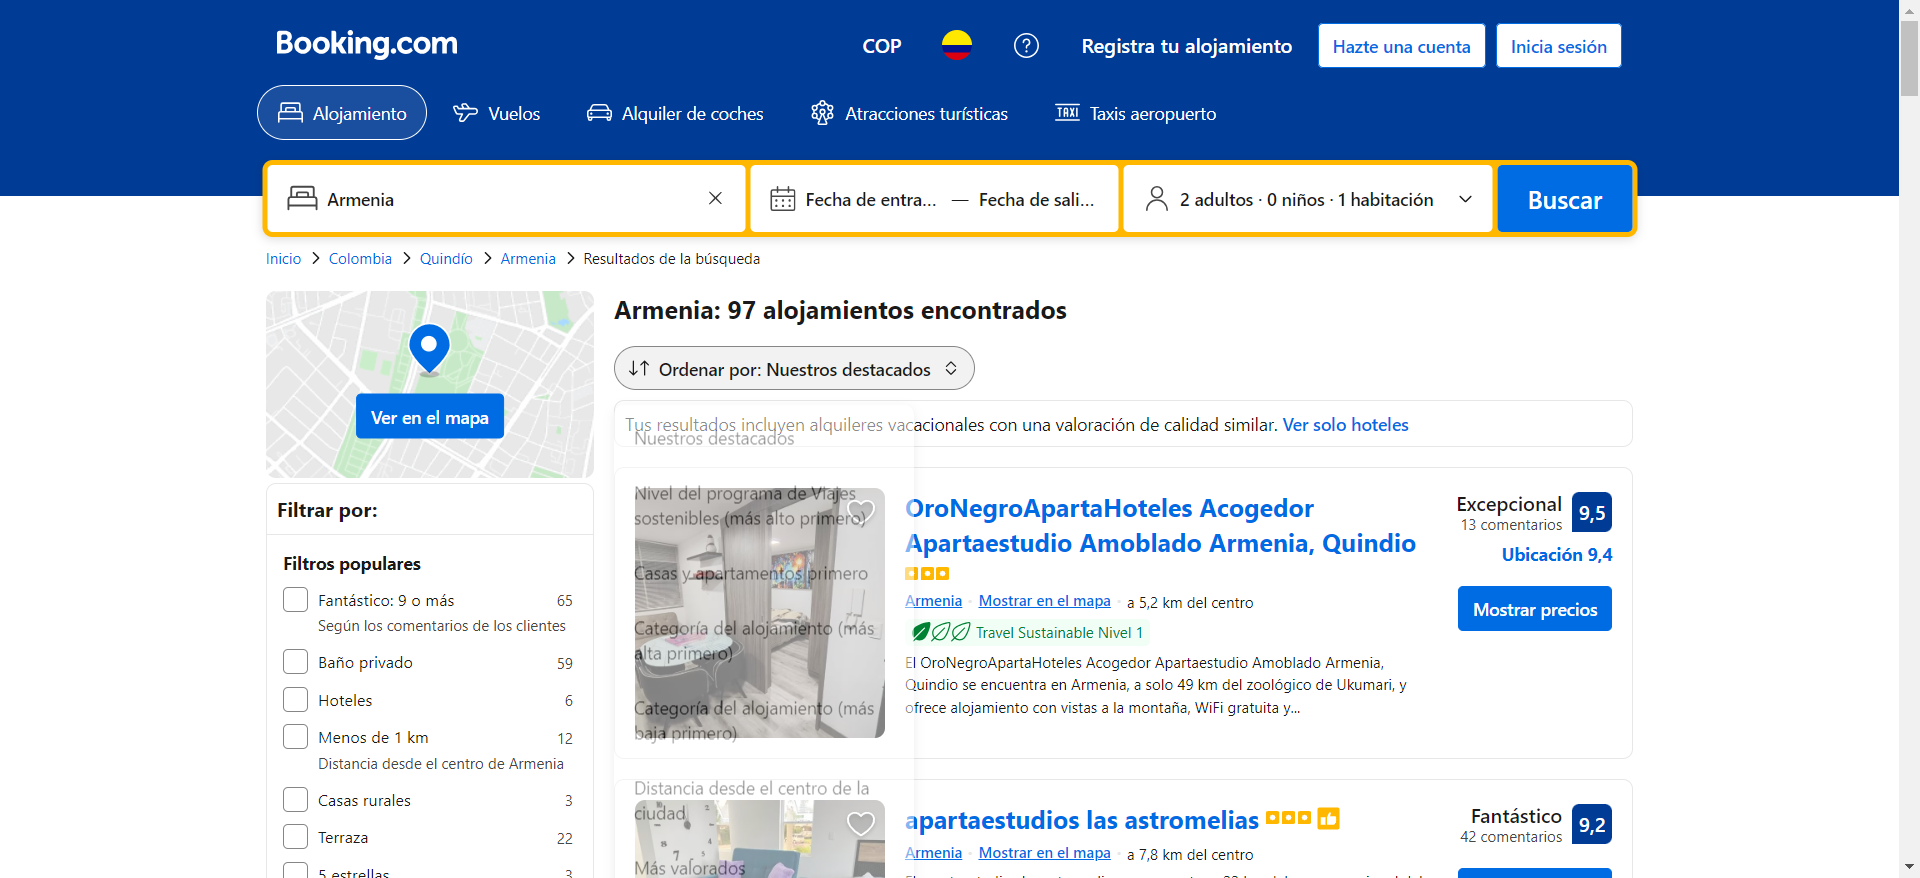 Booking.com
COP
Registra tu alojamiento
Hazte una cuenta
Inicia sesión
Alojamiento
Vuelos
Alquiler de coches
Atracciones turísticas
TAXI
Taxis aeropuerto
Armenia
Fecha de entra... — Fecha de sali...
2 adultos · 0 niños · 1 habitación
Buscar
Inicio > Colombia > Quindío > Armenia > Resultados de la búsqueda
Ver en el mapa
Filtrar por:
Filtros populares
Fantástico: 9 o más 65
Según los comentarios de los clientes
Baño privado 59
Hoteles 6
Menos de 1 km 12
Distancia desde el centro de Armenia
Casas rurales 3
Terraza 22
5 estrellas 3
Armenia: 97 alojamientos encontrados
Ordenar por: Nuestros destacados
Tus resultados incluyen alquileres vacacionales con una valoración de calidad similar. Ver solo hoteles
Nuestros destacados
Nivel del programa de Viajes
sostenibles (más alto primero)
Casas y apartamentos primero
Categoría del alojamiento (más
alta primero)
Categoría del alojamiento (más
baja primero)
Distancia desde el centro de la
ciudad
Más valorados
OroNegroApartaHoteles Acogedor
Apartaestudio Amoblado Armenia, Quindio
Armenia · Mostrar en el mapa · a 5,2 km del centro
Travel Sustainable Nivel 1
El OroNegroApartaHoteles Acogedor Apartaestudio Amoblado Armenia,
Quindio se encuentra en Armenia, a solo 49 km del zoológico de Ukumari, y
ofrece alojamiento con vistas a la montaña, WiFi gratuita y...
Excepcional
13 comentarios
9,5
Ubicación 9,4
Mostrar precios
apartaestudios las astromelias
Armenia · Mostrar en el mapa · a 7,8 km del centro
Fantástico
42 comentarios
9,2